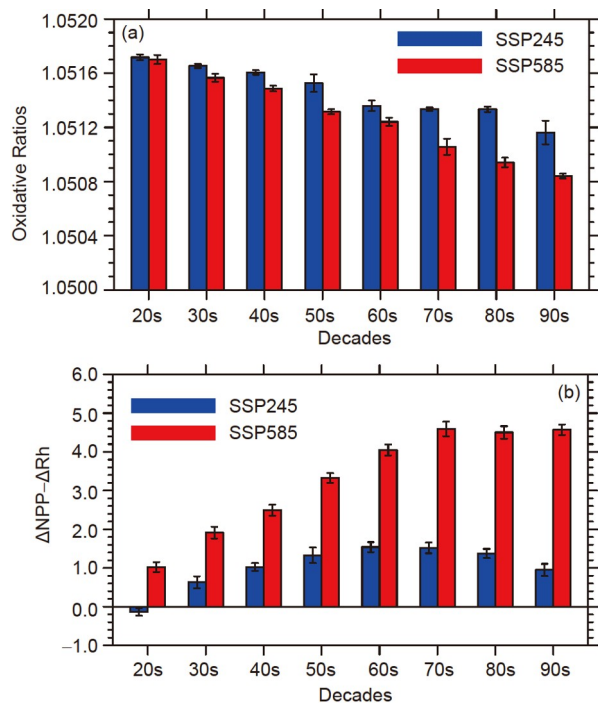 (a)
SSP245
SSP585
Oxidative Ratios
1.0520
1.0516
1.0512
1.0508
1.0504
1.0500
20s 30s 40s 50s 60s 70s 80s 90s
Decades
(b)
SSP245
SSP585
ΔNPP−ΔRh
6.0
5.0
4.0
3.0
2.0
1.0
0.0
−1.0
20s 30s 40s 50s 60s 70s 80s 90s
Decades